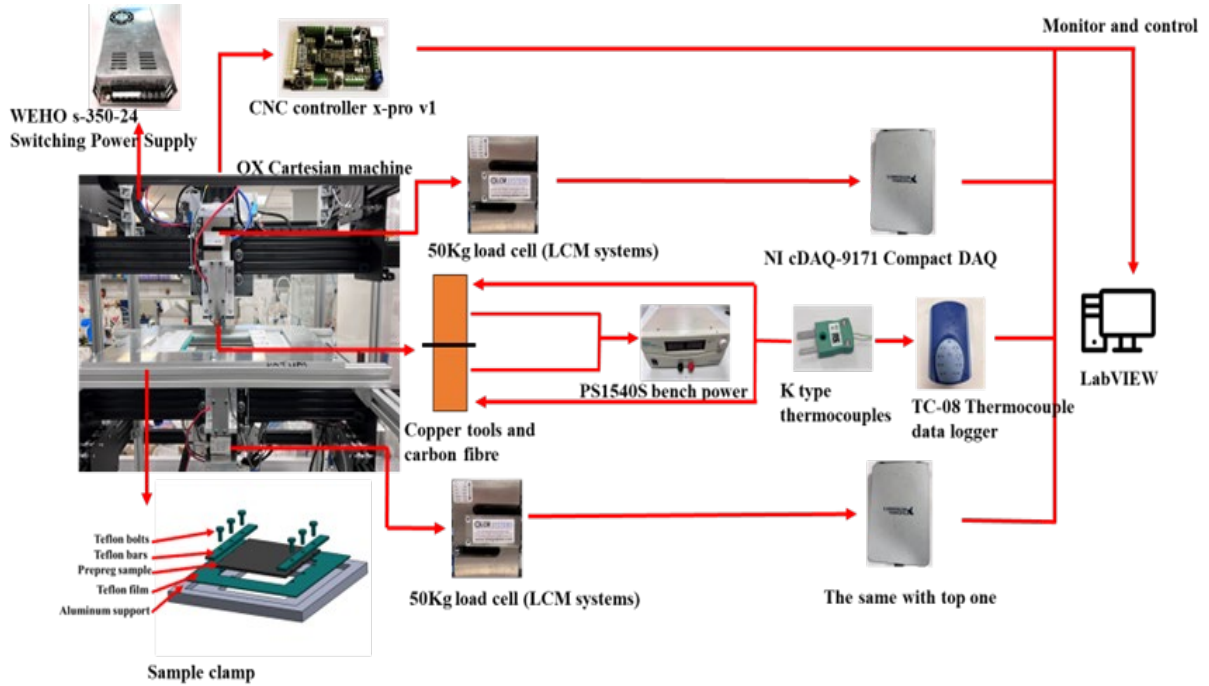 Monitor and control
CNC controller x-pro v1
WEHO s-350-24
Switching Power Supply
OX Cartesian machine
50Kg load cell (LCM systems)
NI cDAQ-9171 Compact DAQ
LabVIEW
PS1540S bench power
K type
thermocouples
TC-08 Thermocouple
data logger
Copper tools and
carbon fibre
Teflon bolts
Teflon bars
Prepreg sample
Teflon film
Aluminum support
50Kg load cell (LCM systems)
The same with top one
Sample clamp